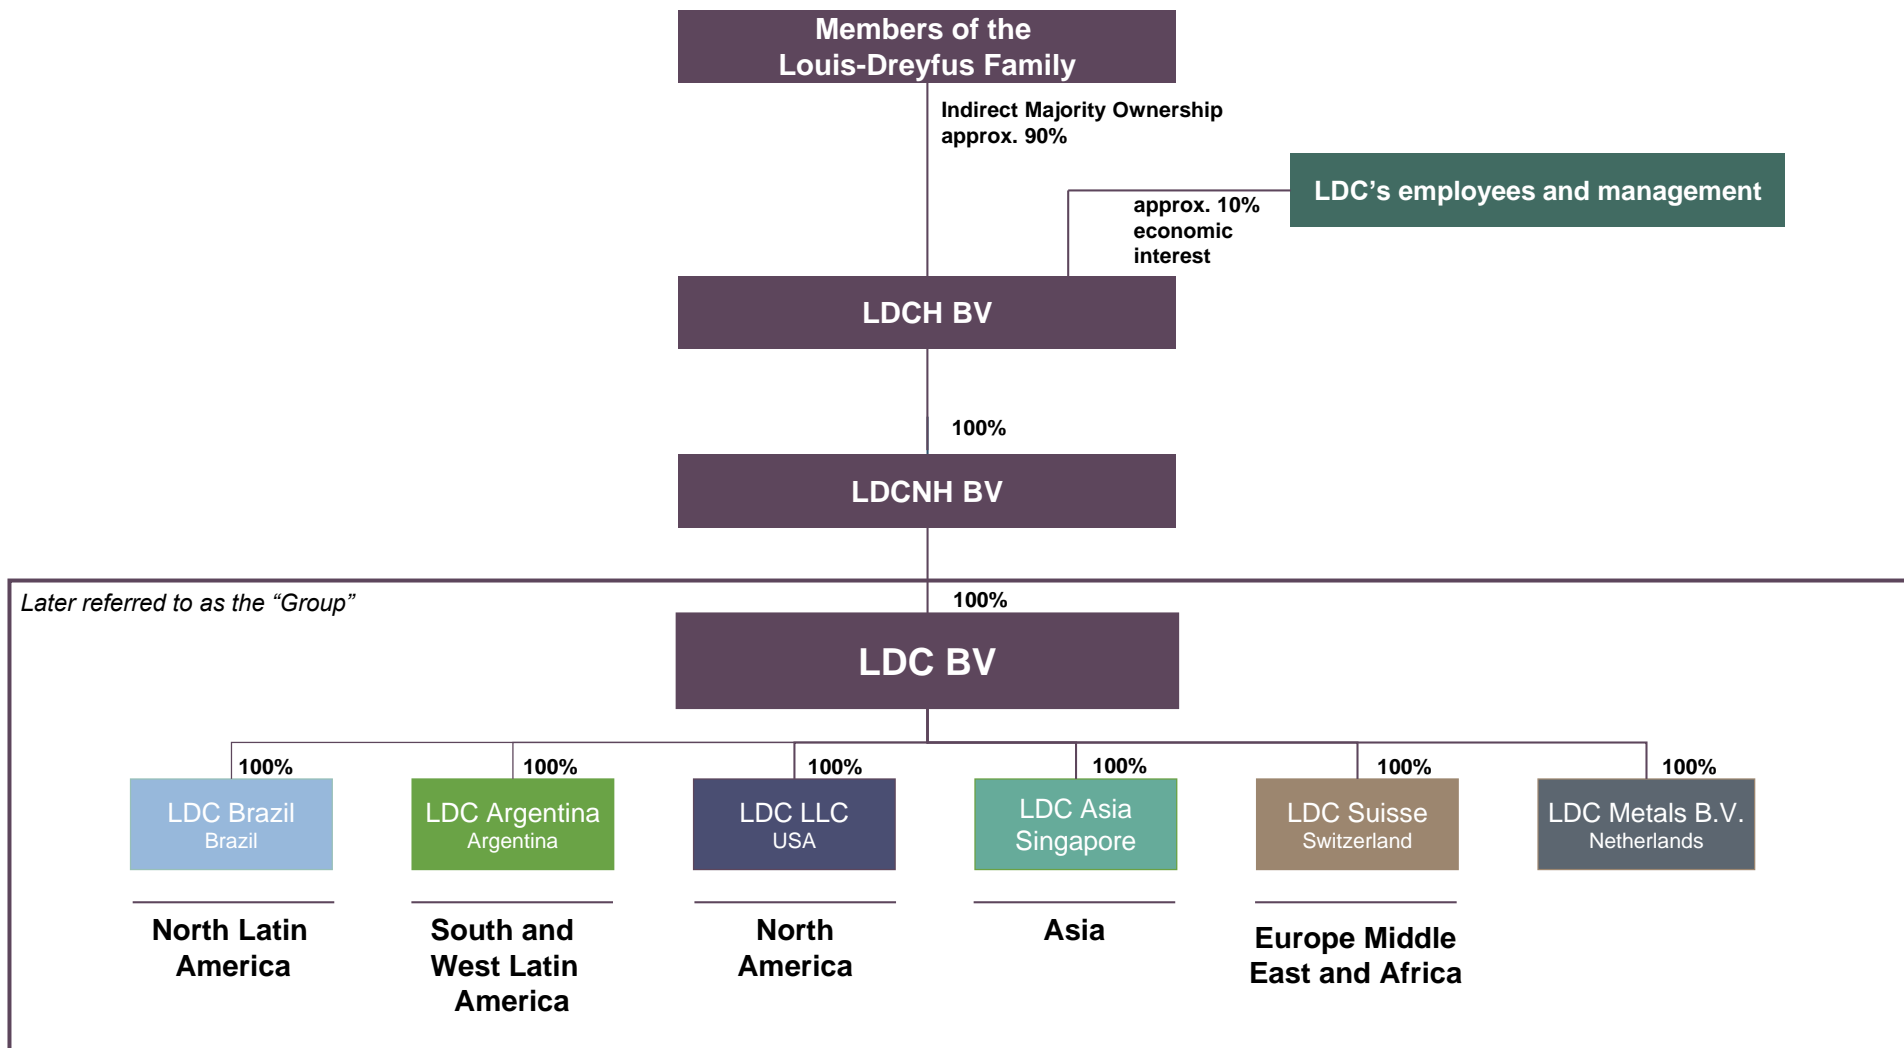 Members of the
Louis-Dreyfus Family
Indirect Majority Ownership
approx. 90%
LDC’s employees and management
approx. 10%
economic
interest
LDCH BV
100%
LDCNH BV
Later referred to as the “Group”
100%
LDC BV
100%
100%
100%
100%
100%
100%
LDC Brazil
Brazil
LDC Argentina
Argentina
LDC LLC
USA
LDC Asia
Singapore
LDC Suisse
Switzerland
LDC Metals B.V.
Netherlands
North Latin
America
South and
West Latin
America
North
America
Asia
Europe Middle
East and Africa